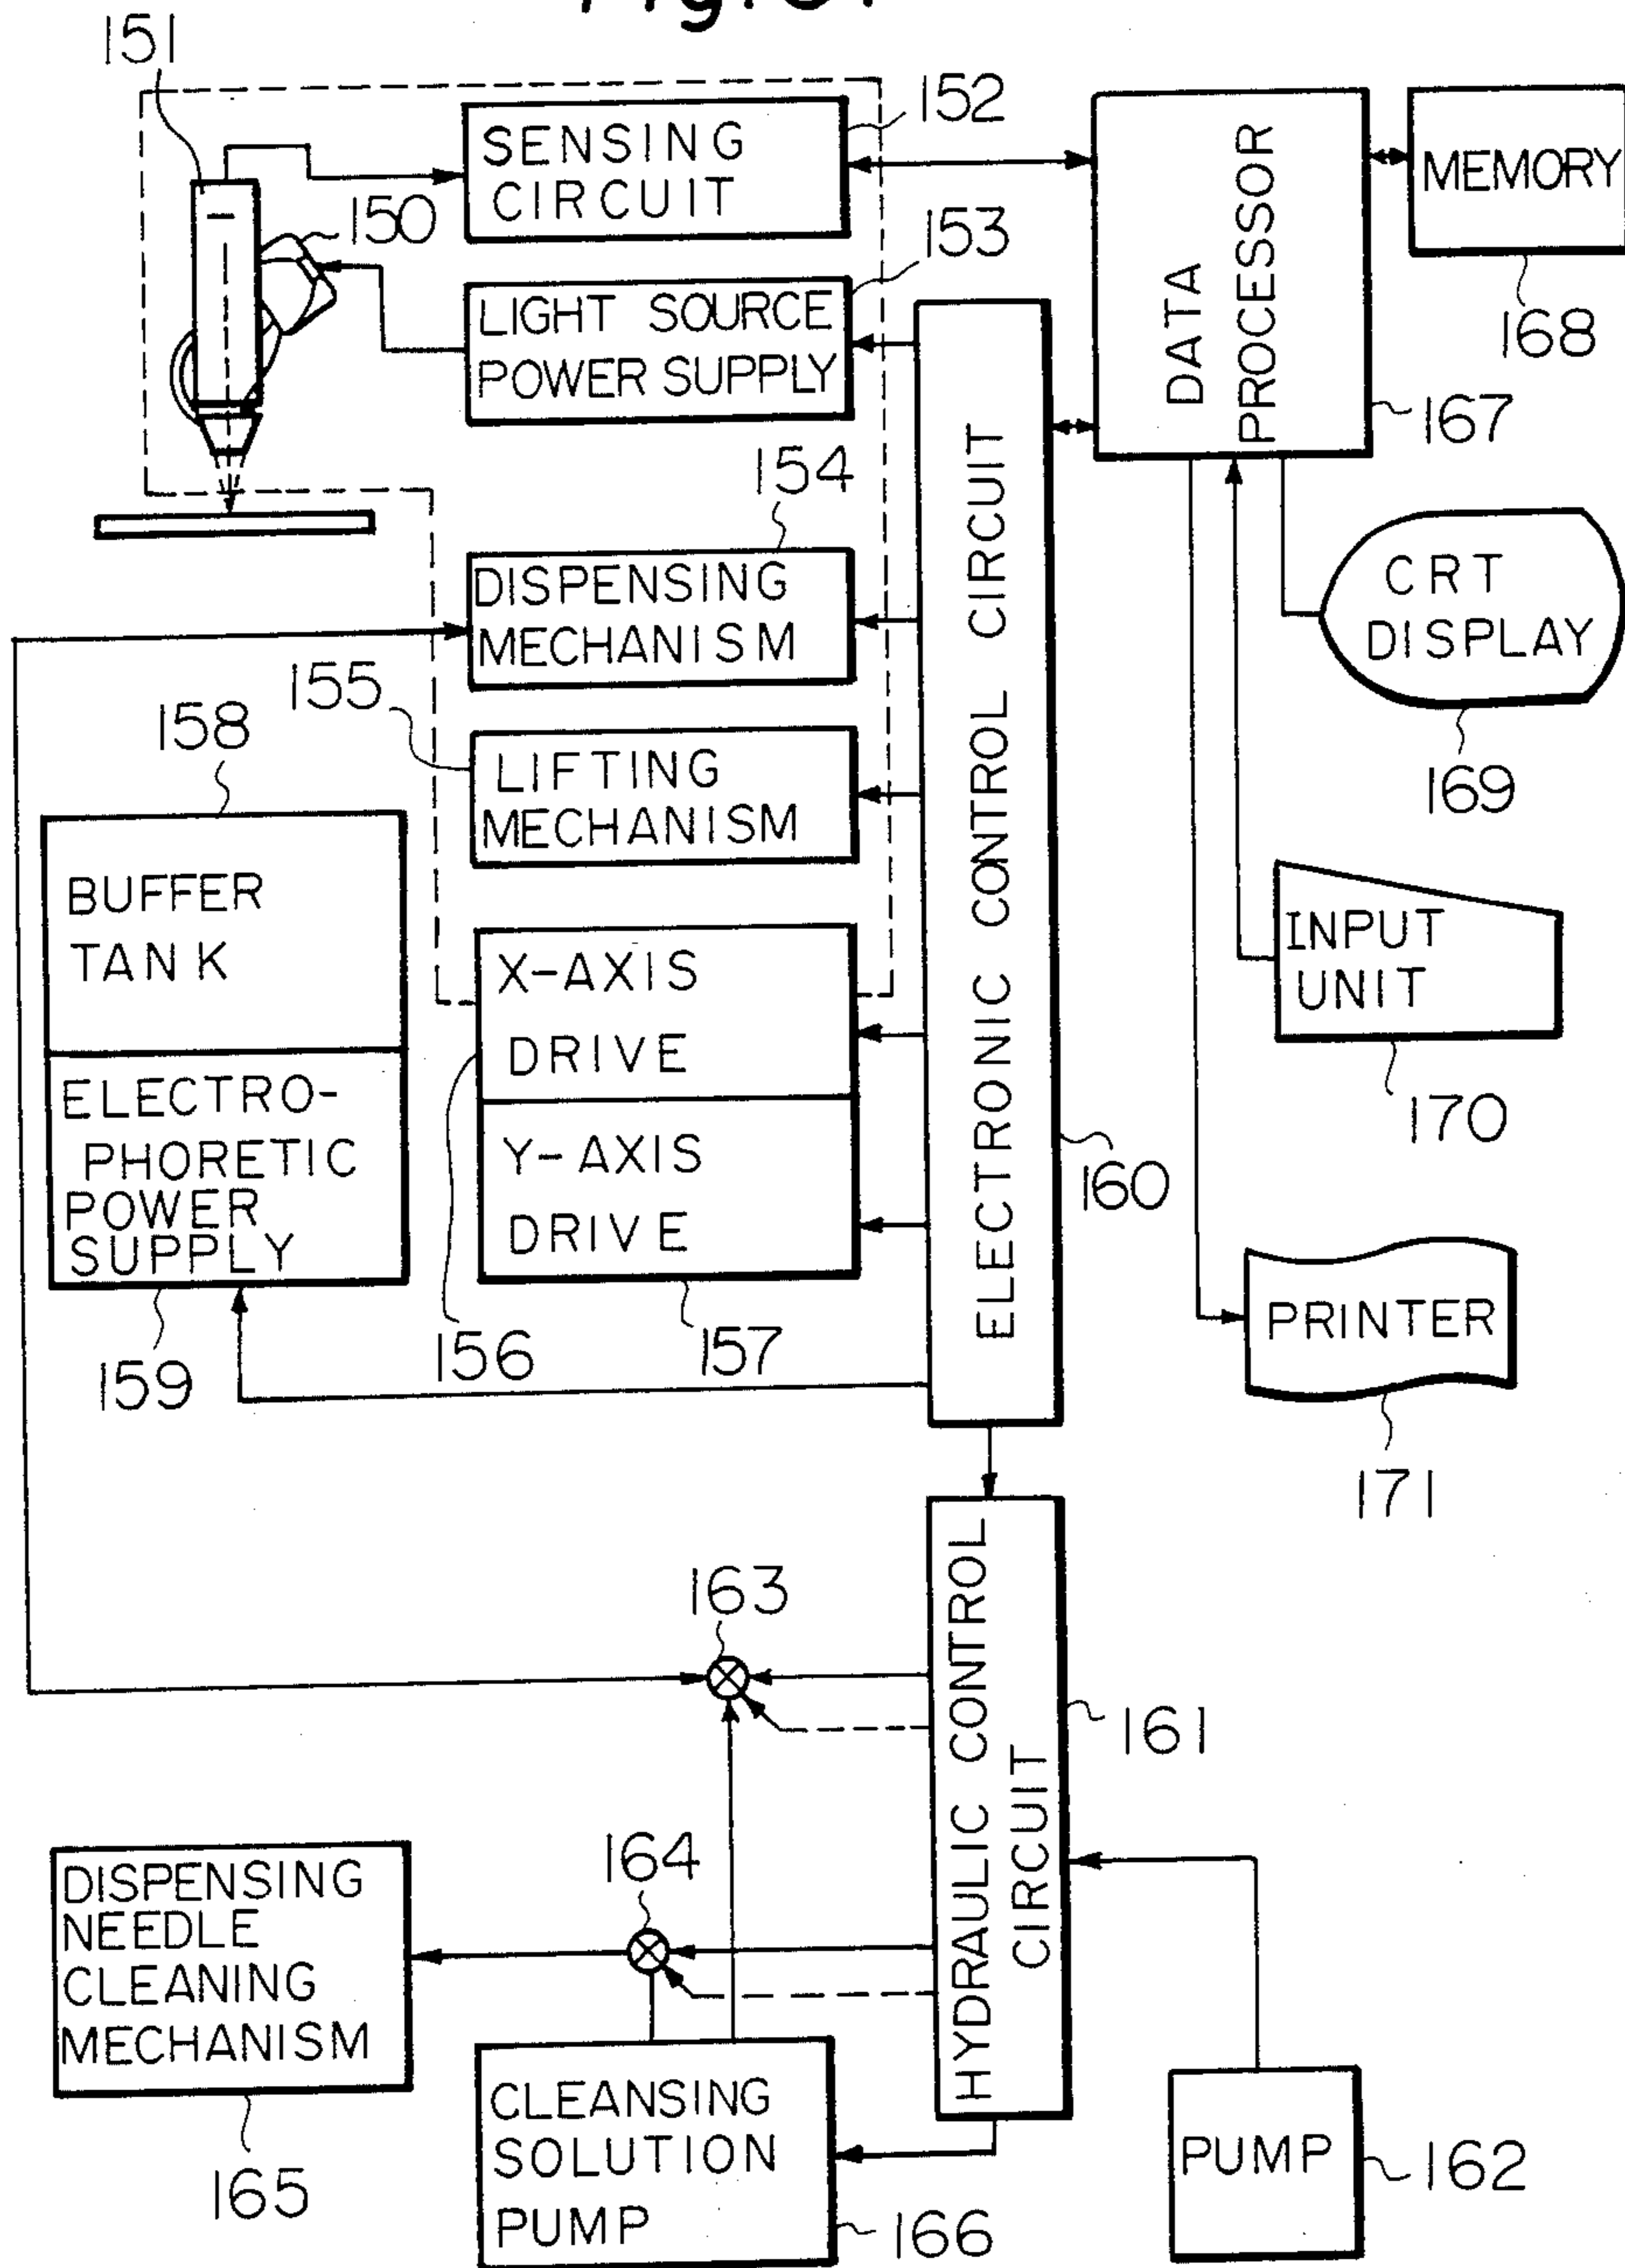 151
SENSING
CIRCUIT
152
150
LIGHT SOURCE
POWER SUPPLY
153
DATA
PROCESSOR
167
MEMORY
168
DISPENSING
MECHANISM
154
CRT
DISPLAY
169
155
LIFTING
MECHANISM
158
BUFFER
TANK
ELECTRO-
PHORETIC
POWER
SUPPLY
159
X-AXIS
DRIVE
156
Y-AXIS
DRIVE
157
ELECTRONIC CONTROL CIRCUIT
160
INPUT
UNIT
170
PRINTER
171
163
HYDRAULIC CONTROL
CIRCUIT
161
164
DISPENSING
NEEDLE
CLEANING
MECHANISM
165
CLEANSING
SOLUTION
PUMP
166
PUMP
162